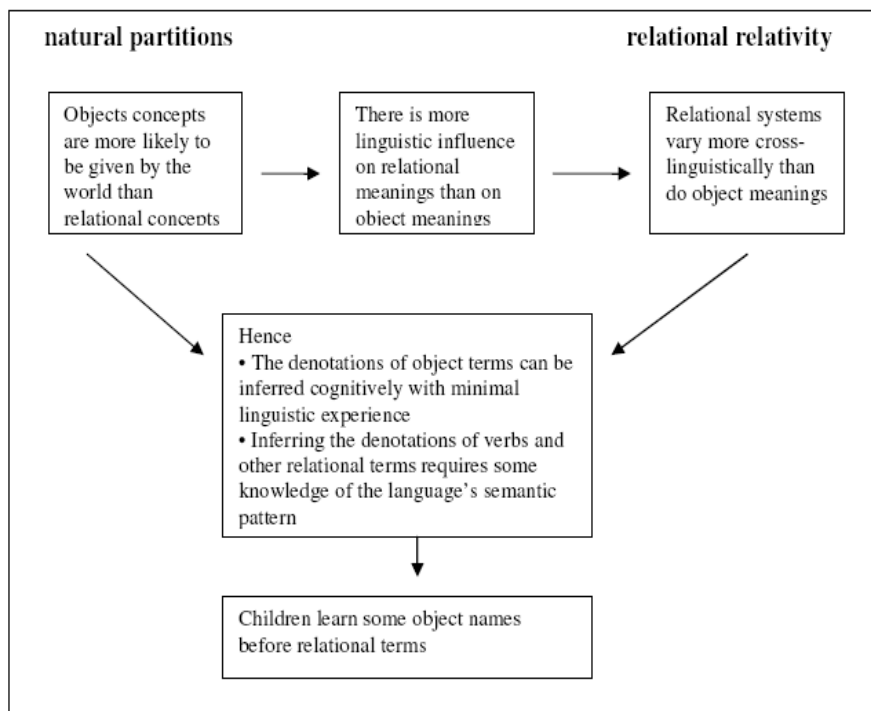 natural partitions
relational relativity
Objects concepts
are more likely to
be given by the
world than
relational concepts
There is more
linguistic influence
on relational
meanings than on
object meanings
Relational systems
vary more cross-
linguistically than
do object meanings
Hence
• The denotations of object terms can be
inferred cognitively with minimal
linguistic experience
• Inferring the denotations of verbs and
other relational terms requires some
knowledge of the language’s semantic
pattern
Children learn some object names
before relational terms